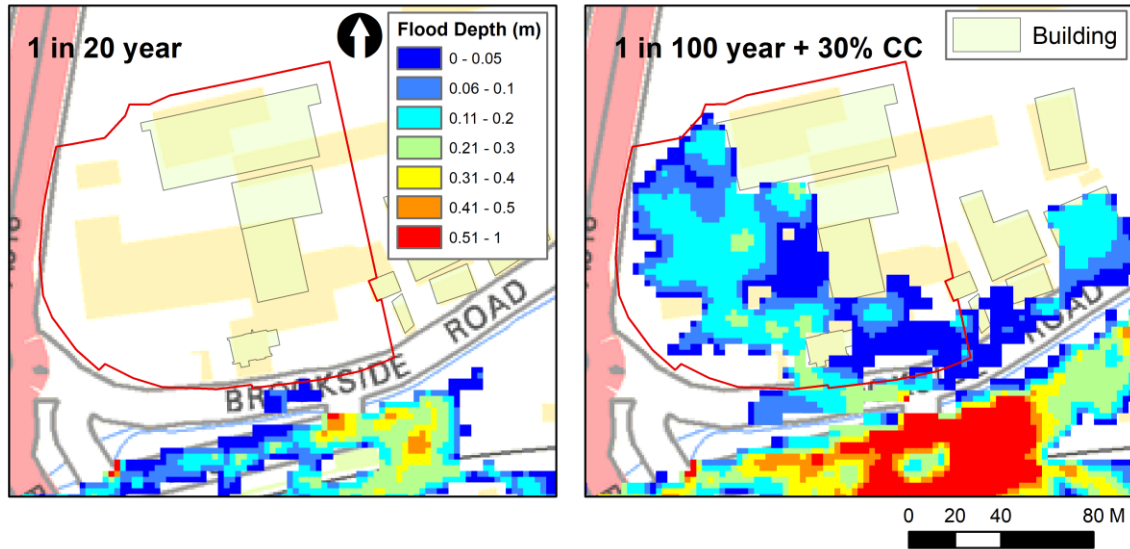 1 in 20 year
Flood Depth (m)
0 - 0.05
0.06 - 0.1
0.11 - 0.2
0.21 - 0.3
0.31 - 0.4
0.41 - 0.5
0.51 - 1
BROOKSIDE ROAD
1 in 100 year + 30% CC
Building
ROAD
0 20 40 80 M